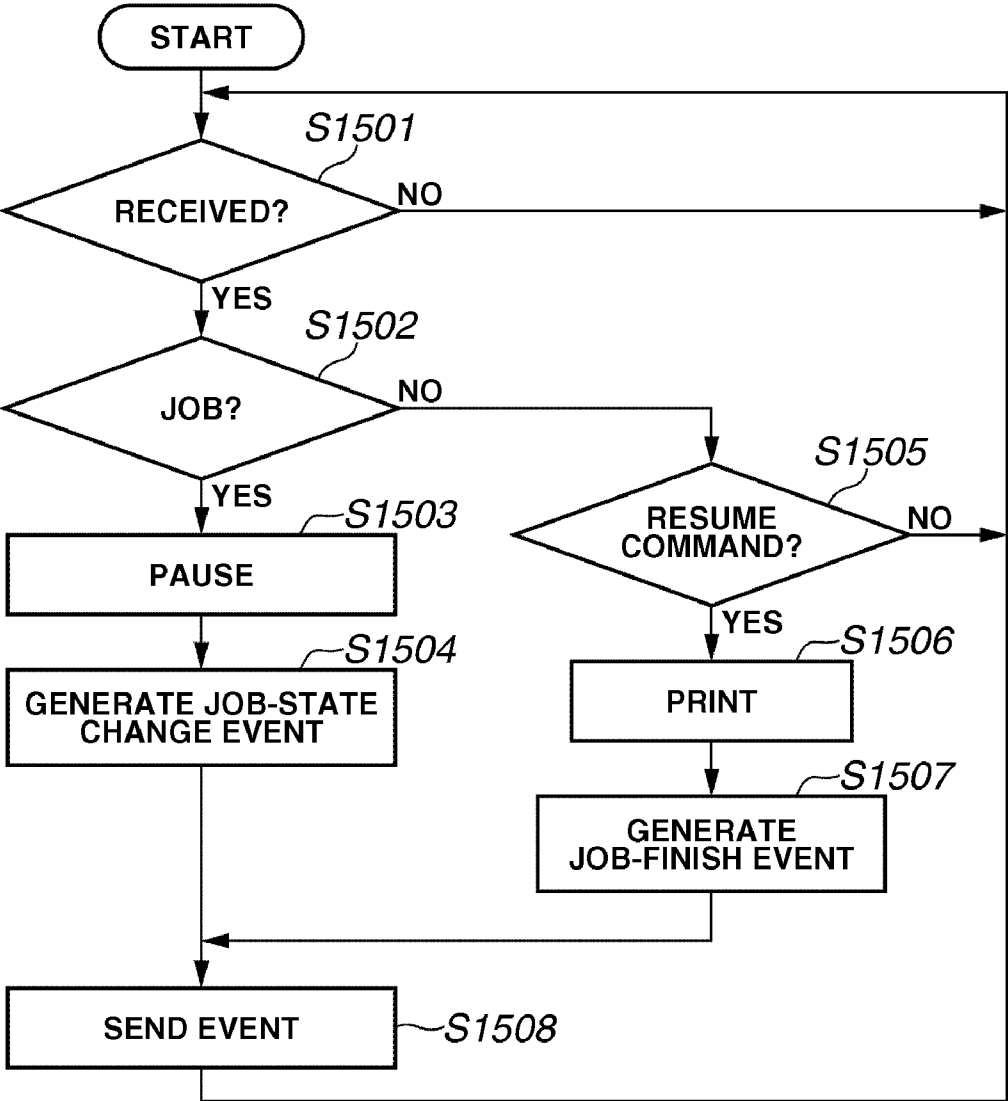 START
S1501
RECEIVED?
NO
YES
S1502
JOB?
NO
YES
S1503
PAUSE
S1504
GENERATE JOB-STATE
CHANGE EVENT
S1505
RESUME
COMMAND?
NO
YES
S1506
PRINT
S1507
GENERATE
JOB-FINISH EVENT
SEND EVENT
S1508